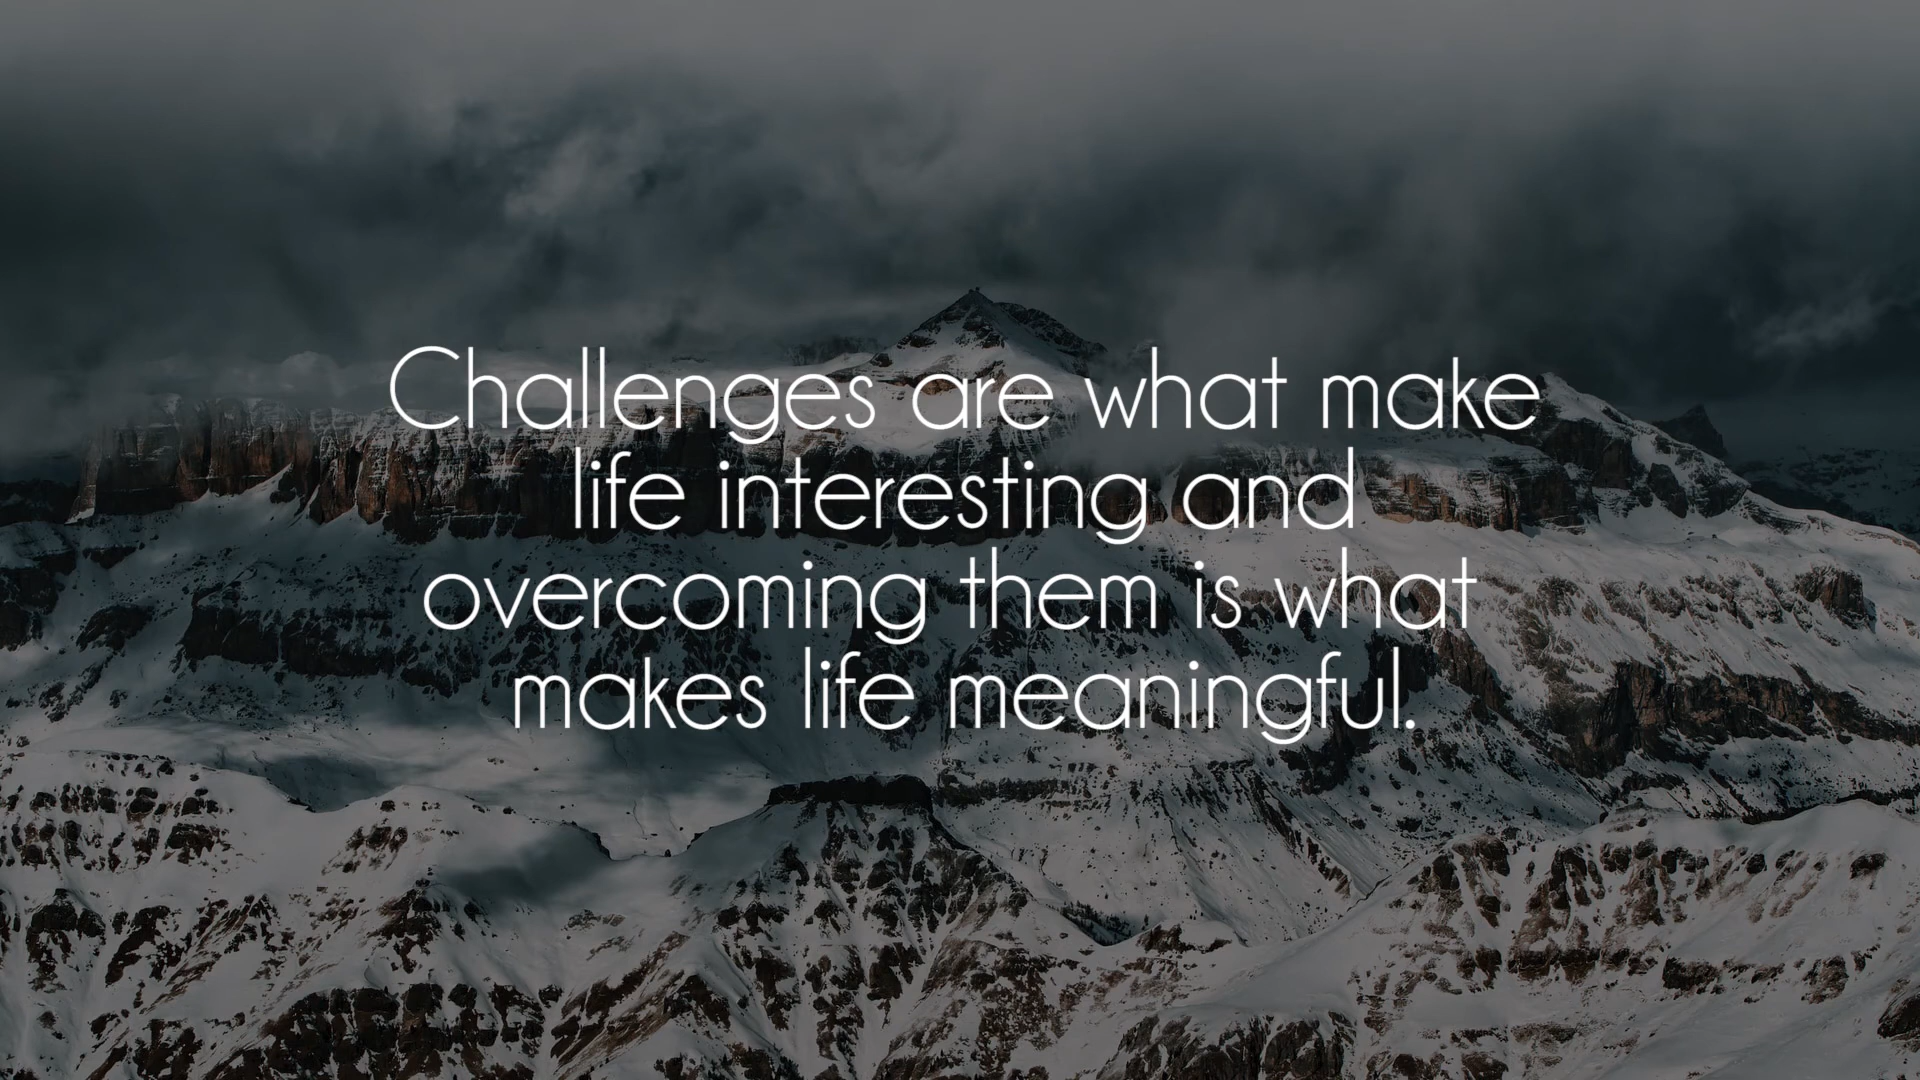 Challenges are what make
life interesting and
overcoming them is what
makes life meaningful.